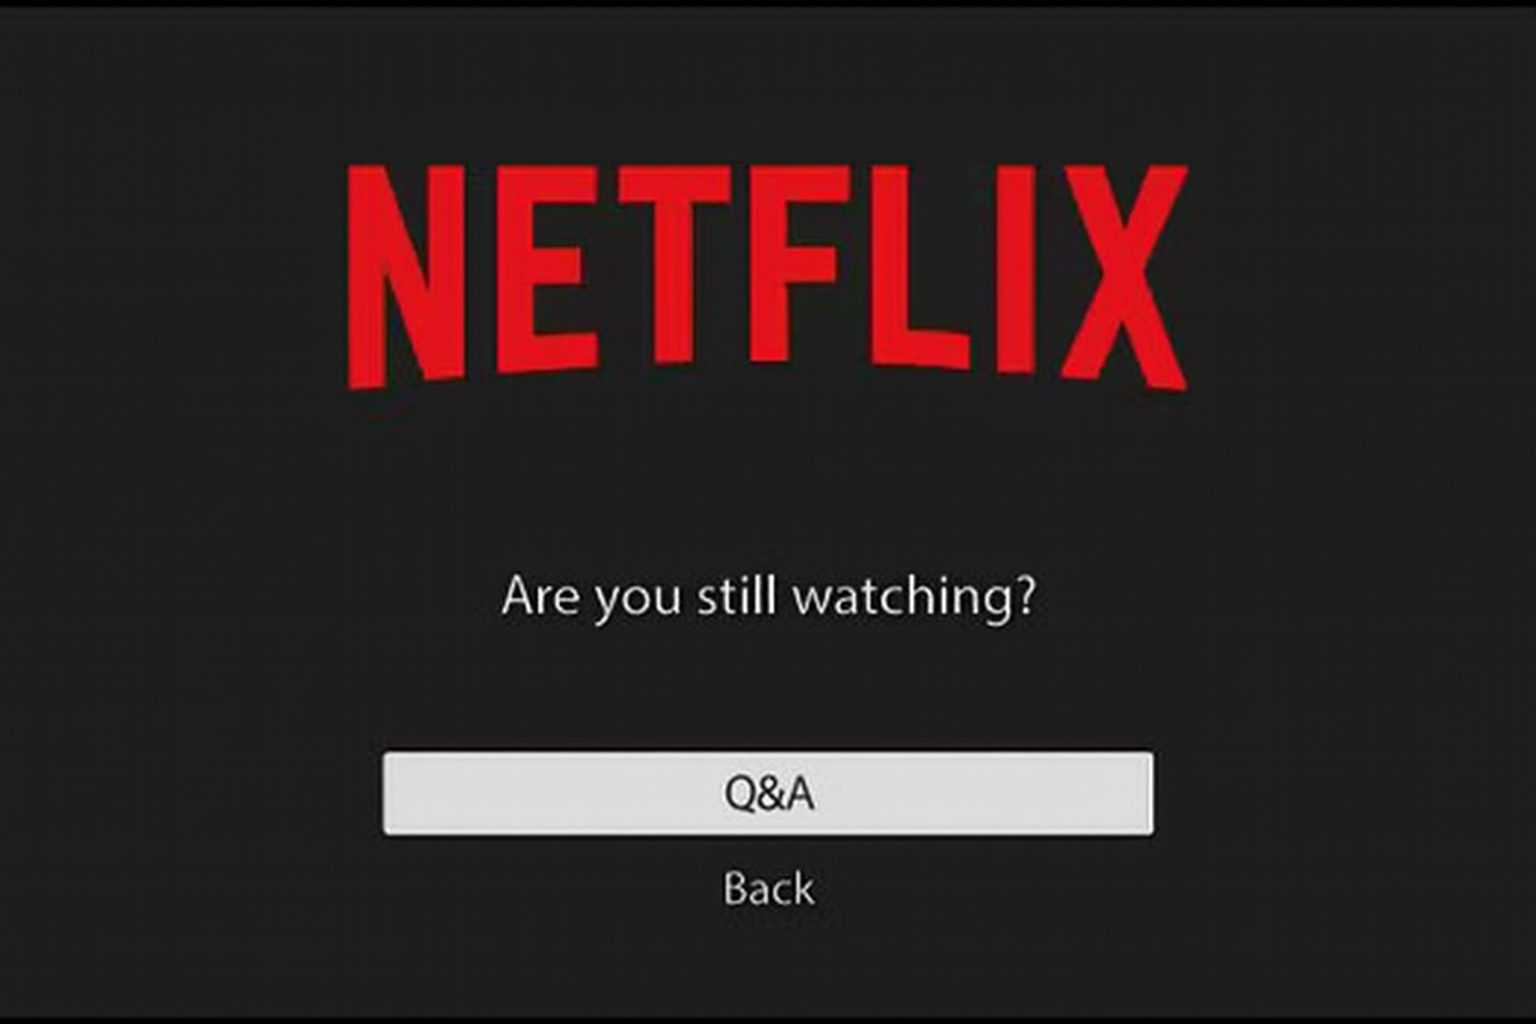 NETFLIX
Are you still watching?
Q&A
Back